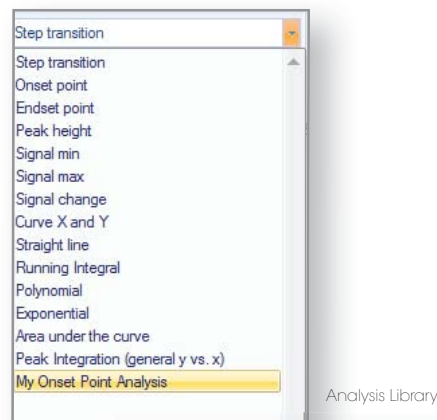 Step transition
Step transition
Onset point
Endset point
Peak height
Signal min
Signal max
Signal change
Curve X and Y
Straight line
Running Integral
Polynomial
Exponential
Area under the curve
Peak Integration (general y vs. x)
My Onset Point Analysis
Analysis Library